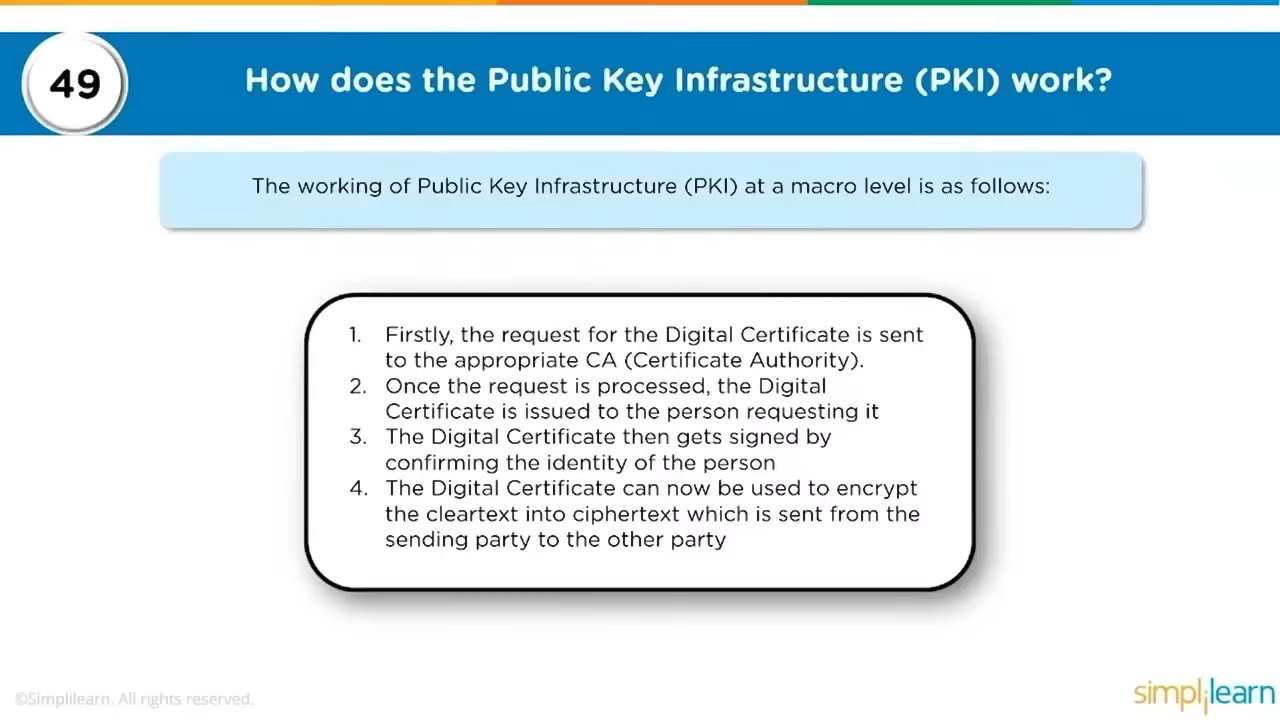 49
How does the Public Key Infrastructure (PKI) work?
The working of Public Key Infrastructure (PKI) at a macro level is as follows:
1. Firstly, the request for the Digital Certificate is sent
to the appropriate CA (Certificate Authority).
2. Once the request is processed, the Digital
Certificate is issued to the person requesting it
3. The Digital Certificate then gets signed by
confirming the identity of the person
4. The Digital Certificate can now be used to encrypt
the cleartext into ciphertext which is sent from the
sending party to the other party
©Simplilearn. All rights reserved.
simplilearn